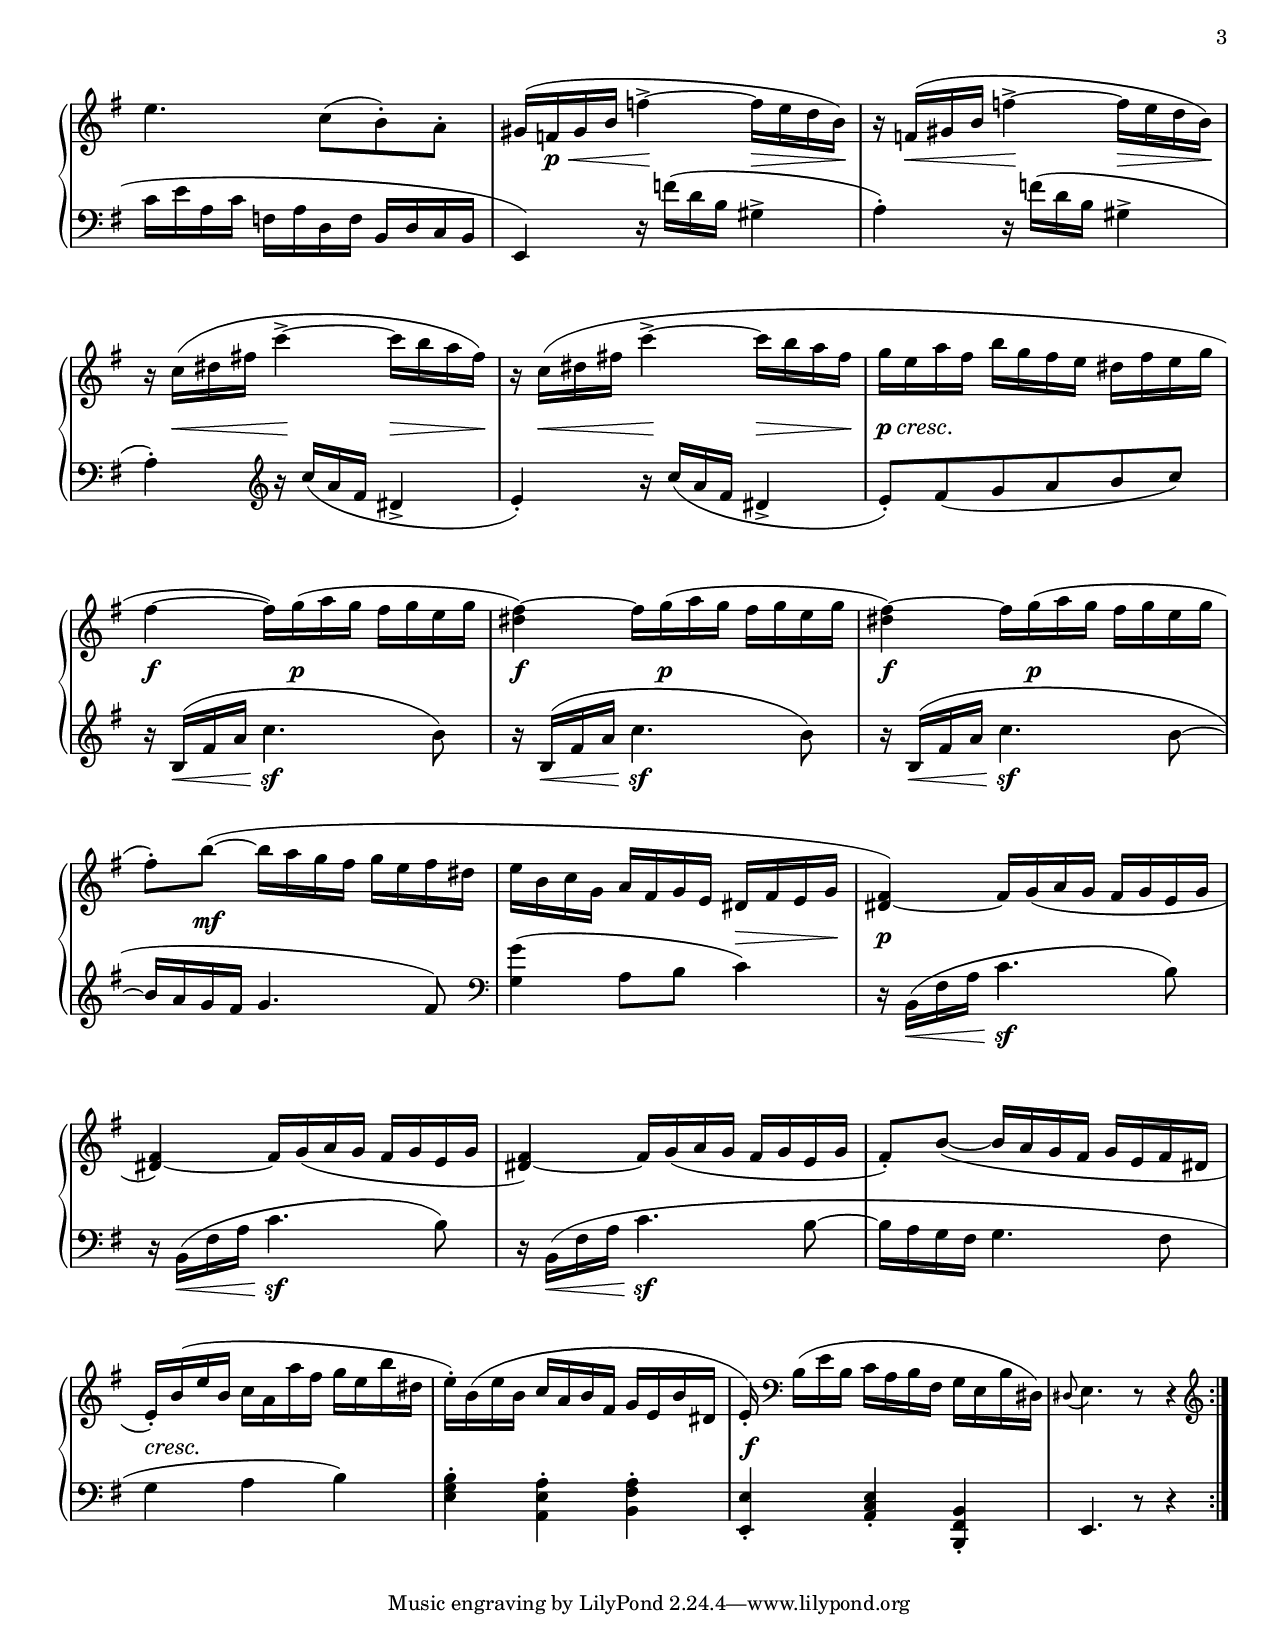 3
p
p cresc.
f p f p f p
sf sf sf
mf p
sf
sf sf
cresc. f
Music engraving by LilyPond 2.24.4—www.lilypond.org